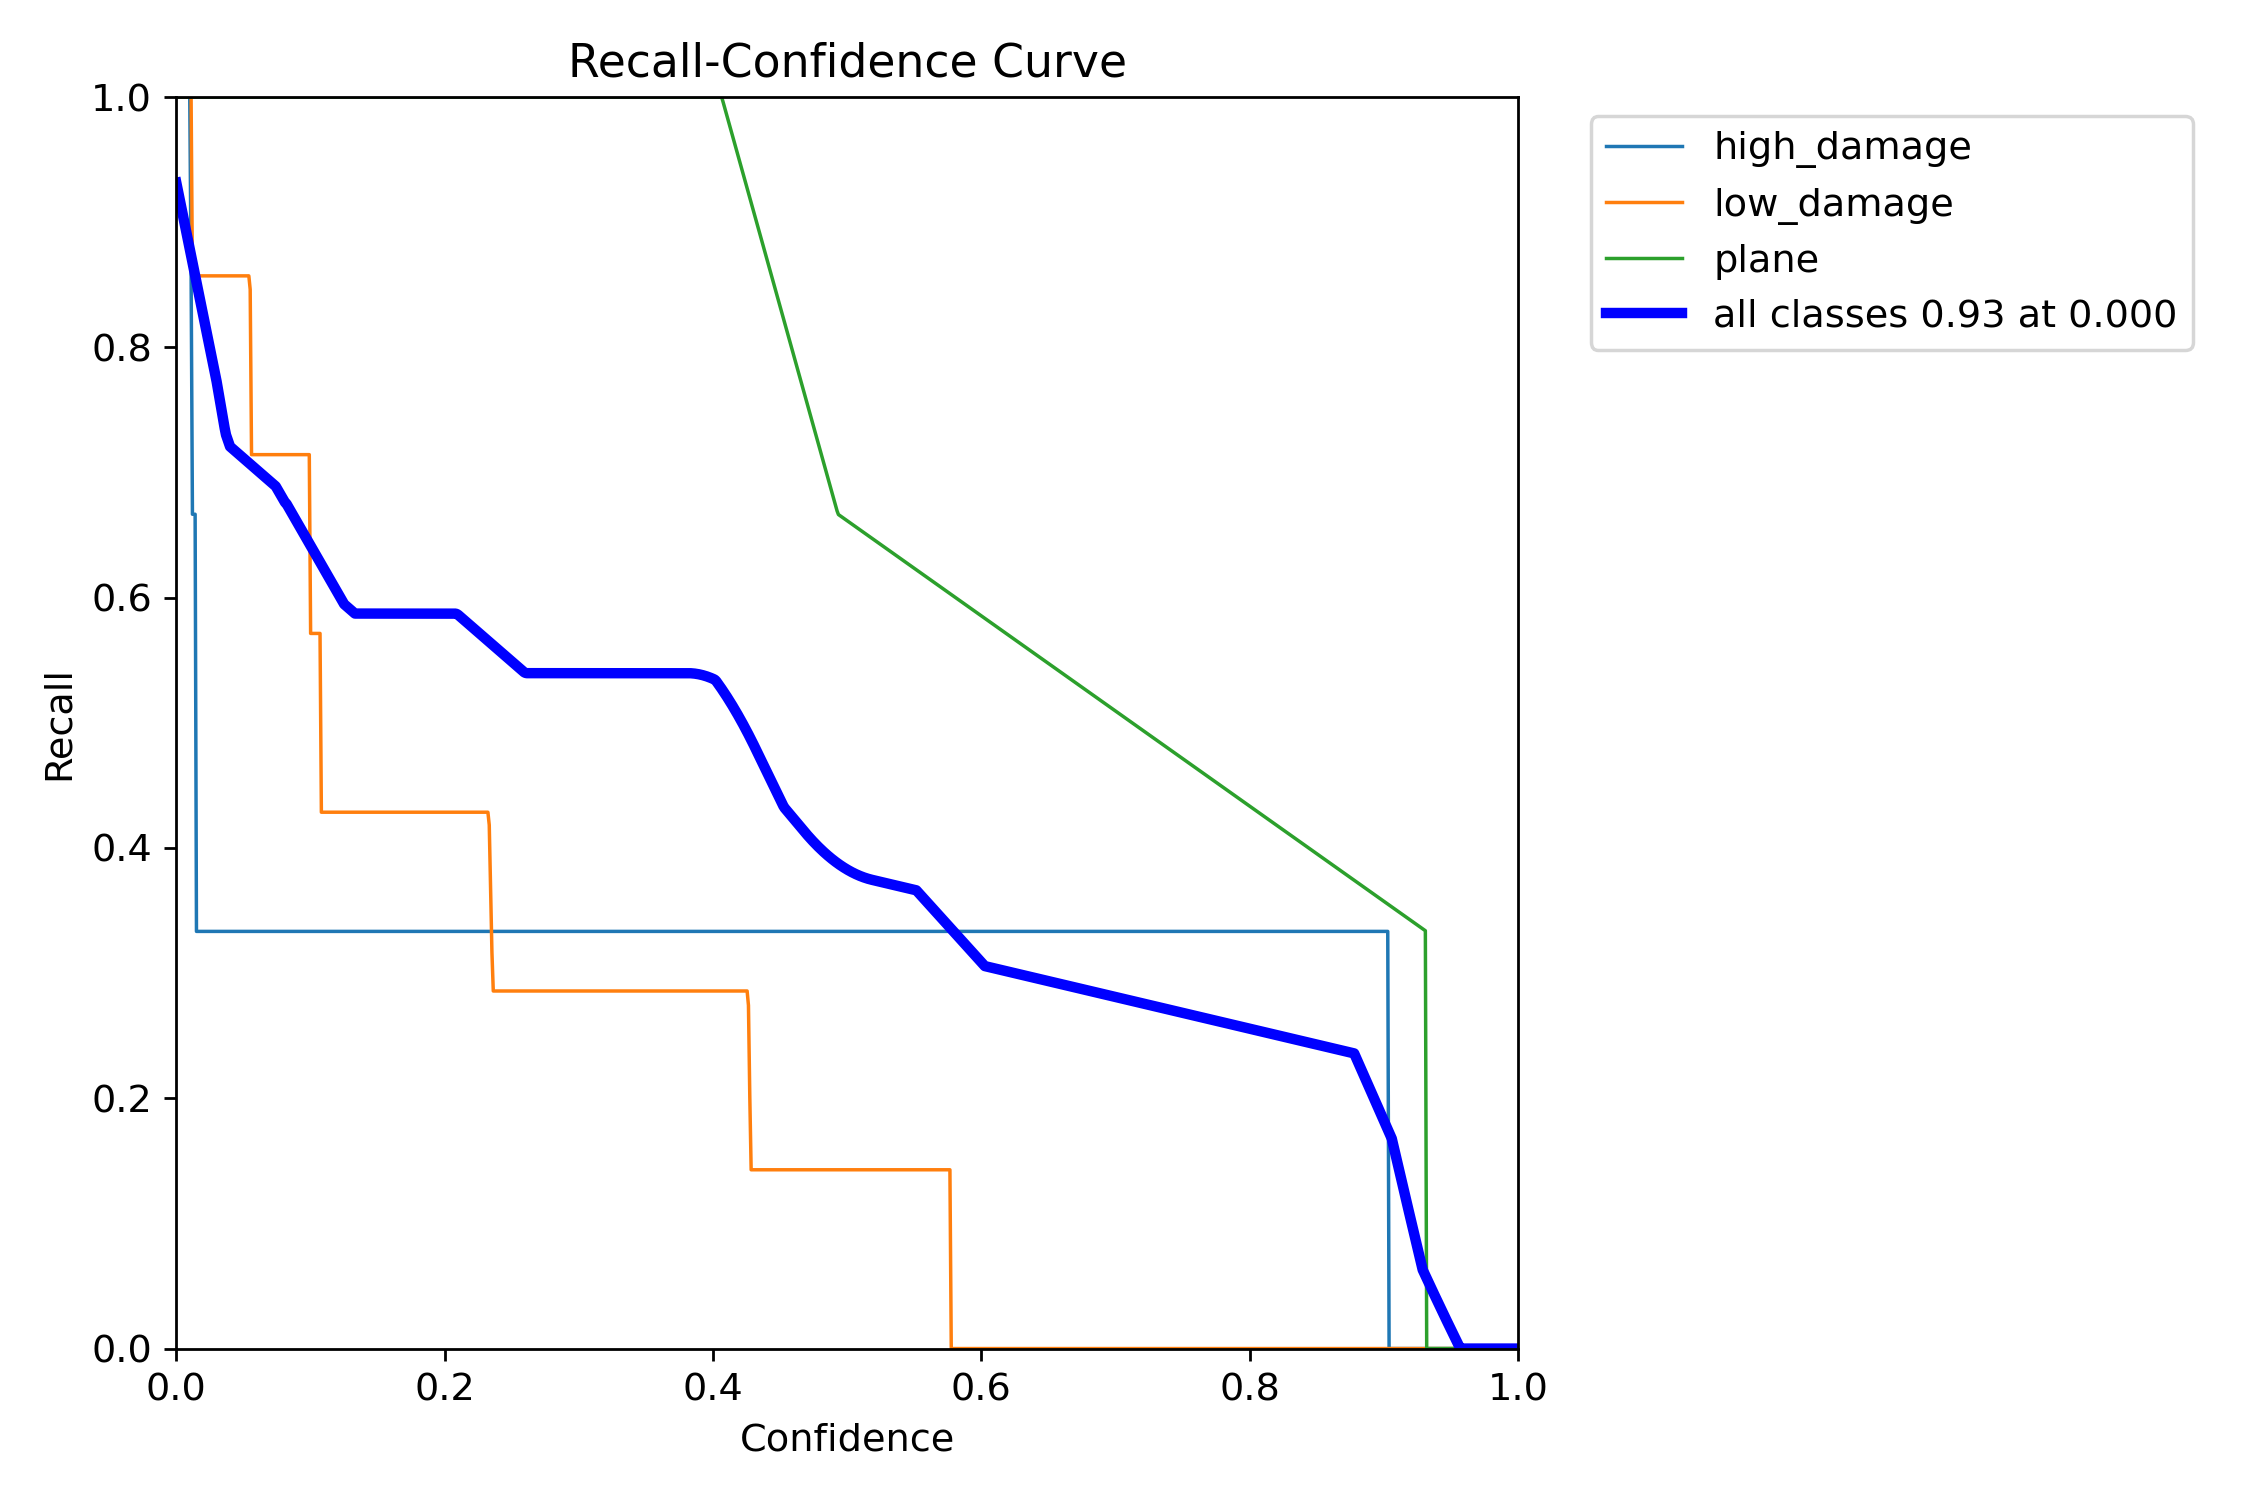 Recall-Confidence Curve
1.0
0.8
0.6
0.4
0.2
0.0
Recall
0.0 0.2 0.4 0.6 0.8 1.0
Confidence
high_damage
low_damage
plane
all classes 0.93 at 0.000